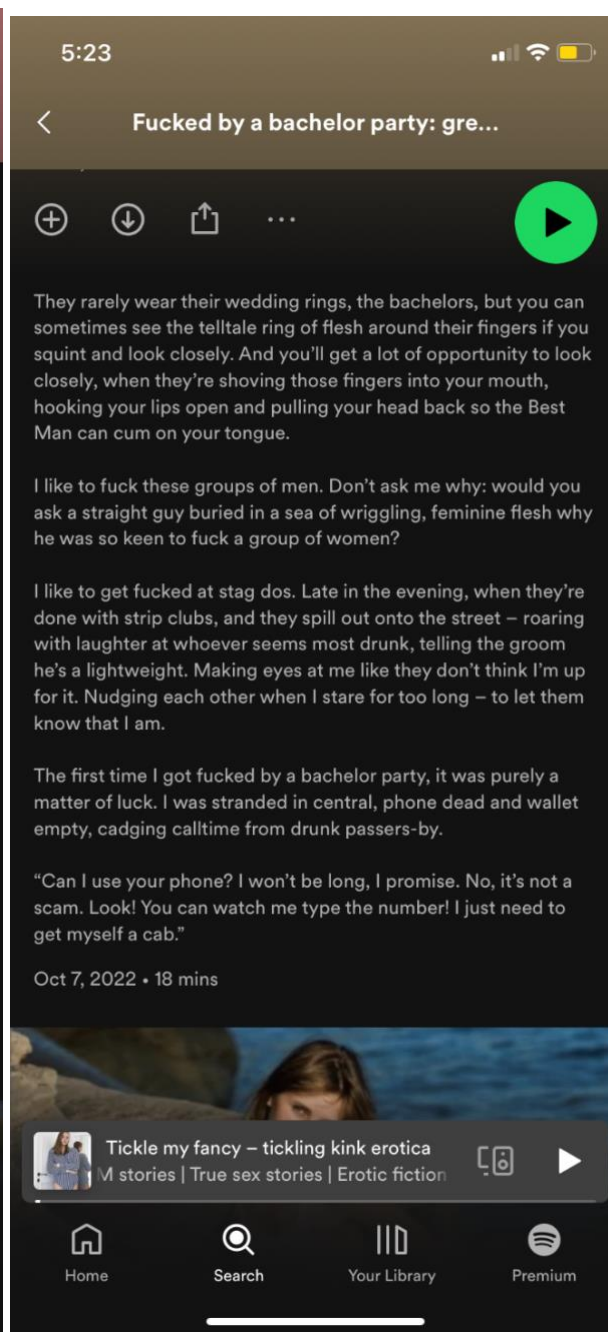 5:23
Fucked by a bachelor party: gre...
They rarely wear their wedding rings, the bachelors, but you can
sometimes see the telltale ring of flesh around their fingers if you
squint and look closely. And you’ll get a lot of opportunity to look
closely, when they’re shoving those fingers into your mouth,
hooking your lips open and pulling your head back so the Best
Man can cum on your tongue.
I like to fuck these groups of men. Don’t ask me why: would you
ask a straight guy buried in a sea of wriggling, feminine flesh why
he was so keen to fuck a group of women?
I like to get fucked at stag dos. Late in the evening, when they’re
done with strip clubs, and they spill out onto the street – roaring
with laughter at whoever seems most drunk, telling the groom
he’s a lightweight. Making eyes at me like they don’t think I’m up
for it. Nudging each other when I stare for too long – to let them
know that I am.
The first time I got fucked by a bachelor party, it was purely a
matter of luck. I was stranded in central, phone dead and wallet
empty, cadging calltime from drunk passers-by.
“Can I use your phone? I won’t be long, I promise. No, it’s not a
scam. Look! You can watch me type the number! I just need to
get myself a cab.”
Oct 7, 2022 • 18 mins
Tickle my fancy – tickling kink erotica
M stories | True sex stories | Erotic fiction
Home
Search
Your Library
Premium